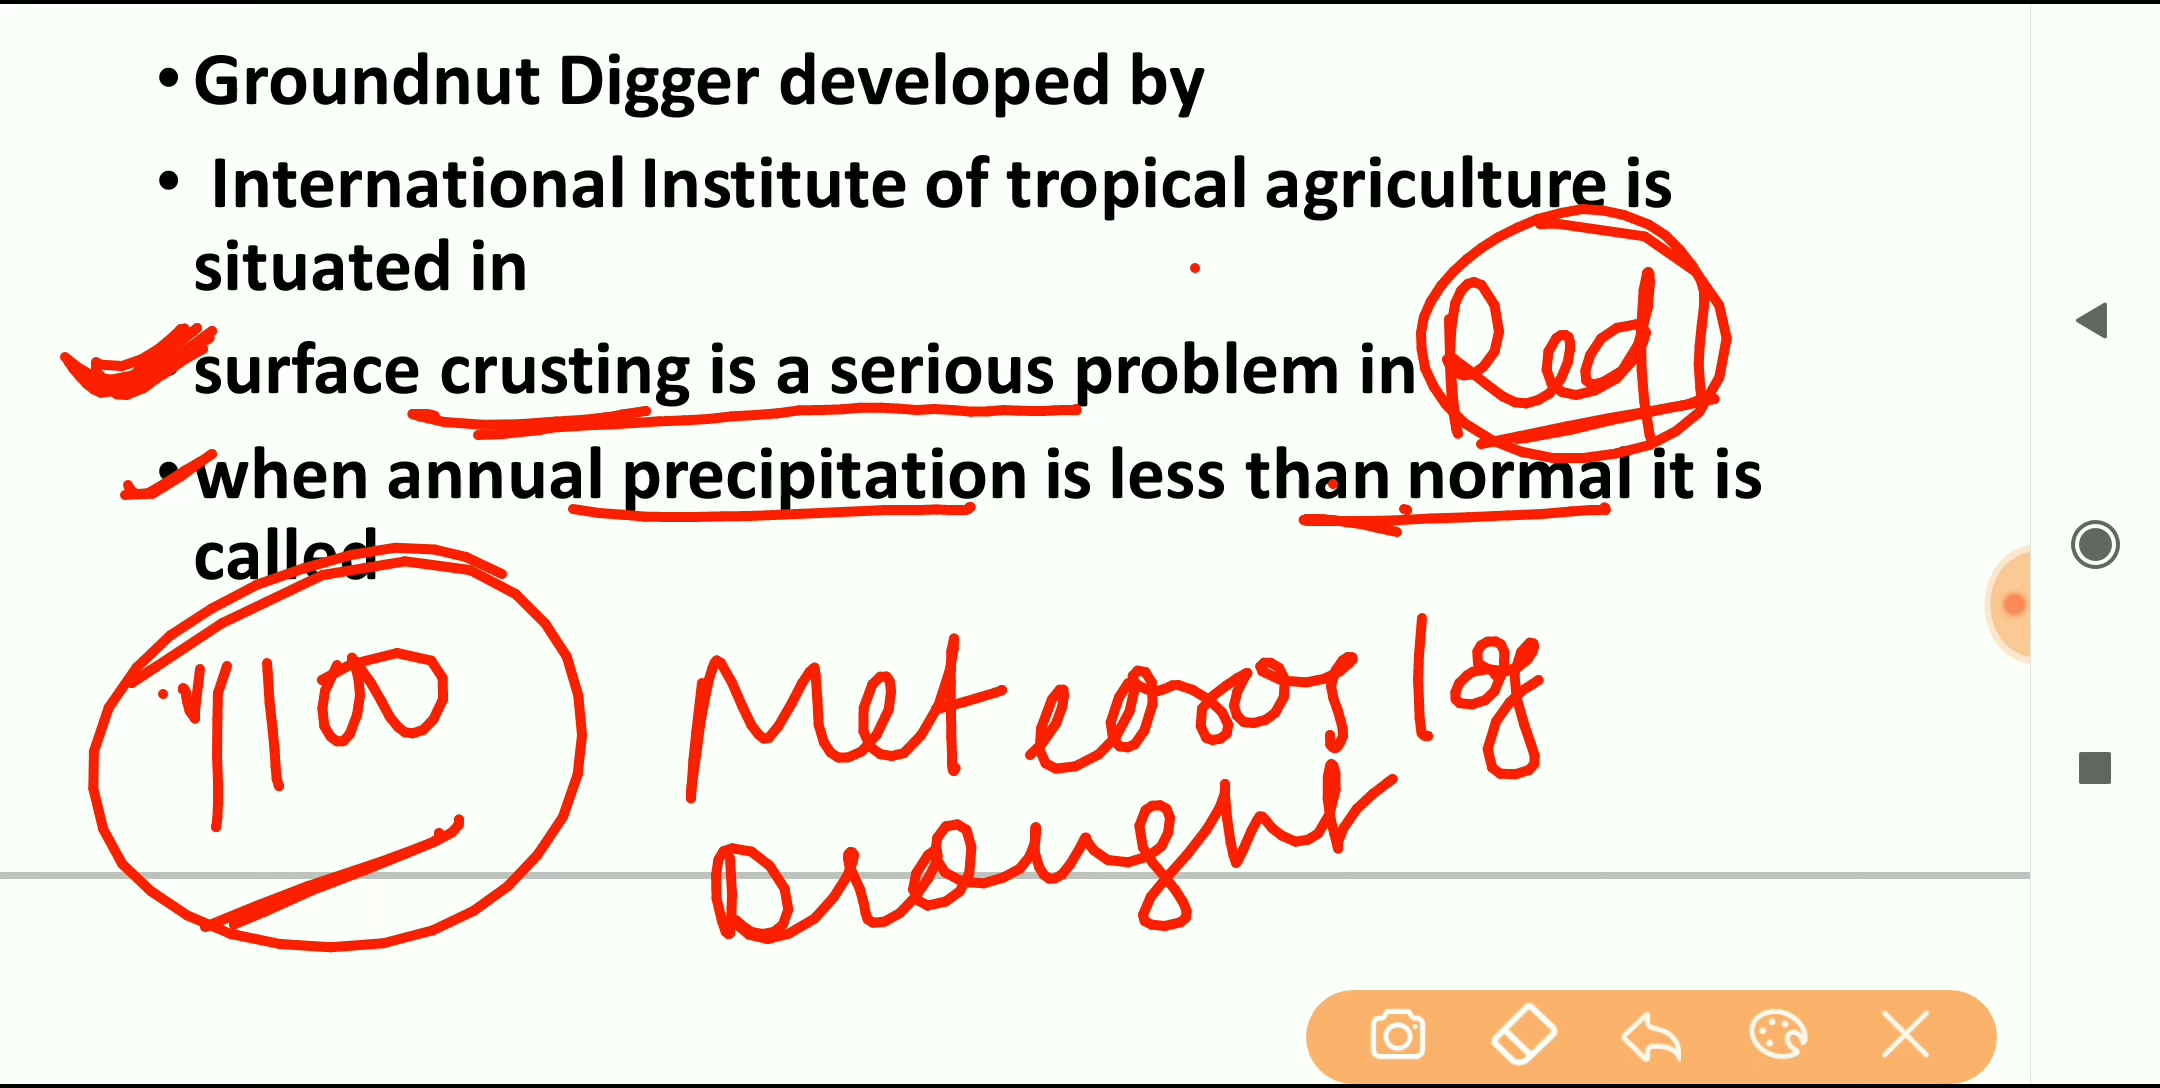 • Groundnut Digger developed by
• International Institute of tropical agriculture is
situated in
surface crusting is a serious problem in Red
• when annual precipitation is less than normal it is
called
Drought